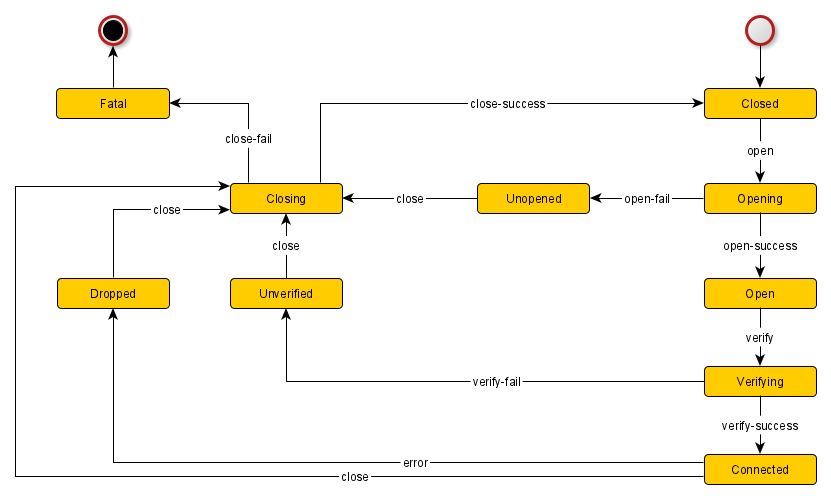 Fatal
close-success
Closed
close-fail
open
Closing
close
Unopened
open-fail
Opening
close
close
open-success
Dropped
Unverified
Open
verify
verify-fail
Verifying
verify-success
error
Connected
close